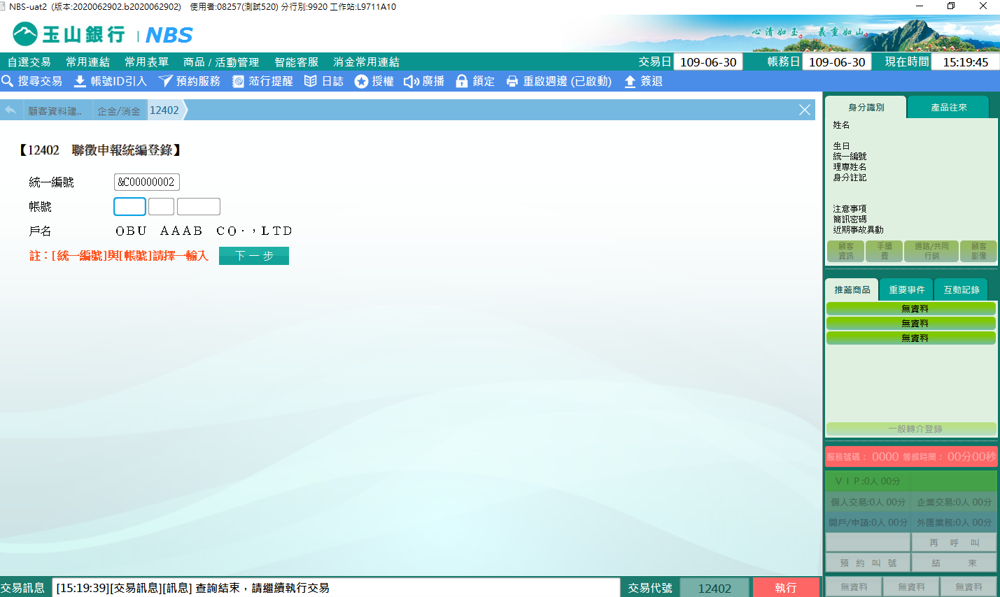 NBS-uat2 (版本:2020062902.b2020062902) 使用者:08257(測試520) 分行別:9920 工作站:L9711A10
玉山銀行 | NBS
心清如玉。義重如山。
自選交易 常用連結 常用表單 商品 / 活動管理 智能客服 消金常用連結 交易日 109-06-30 帳務日 109-06-30 現在時間 15:19:45
搜尋交易 帳號ID引入 預約服務 蒞行提醒 日誌 授權 廣播 鎖定 重啟週邊 (已啟動) 簽退
顧客資料建.. 企金/消金 12402
【12402 聯徵申報統編登錄】
統一編號 &C00000002
帳號
戶名 ＯＢＵ　ＡＡＡＢ　ＣＯ．，ＬＴＤ
註：[統一編號]與[帳號]請擇一輸入 下一步
身分識別 產品往來
姓名
生日
統一編號
理專姓名
身分註記
注意事項
簡訊密碼
近期事故異動
顧客資訊 手續費 通路/共同行銷 顧客影像
推薦商品 重要事件 互動記錄
無資料
無資料
無資料
一般轉介登錄
服務號碼： 0000 等候時間： 00分00秒
ＶＩＰ:0人 00分
個人交易:0人 00分 企業交易:0人 00分
開戶/申請:0人 00分 外匯業務:0人 00分
再 呼 叫
預 約 叫 號 結 束
無資料 無資料 無資料
交易訊息 [15:19:39][交易訊息][訊息] 查詢結束，請繼續執行交易 交易代號 12402 執行